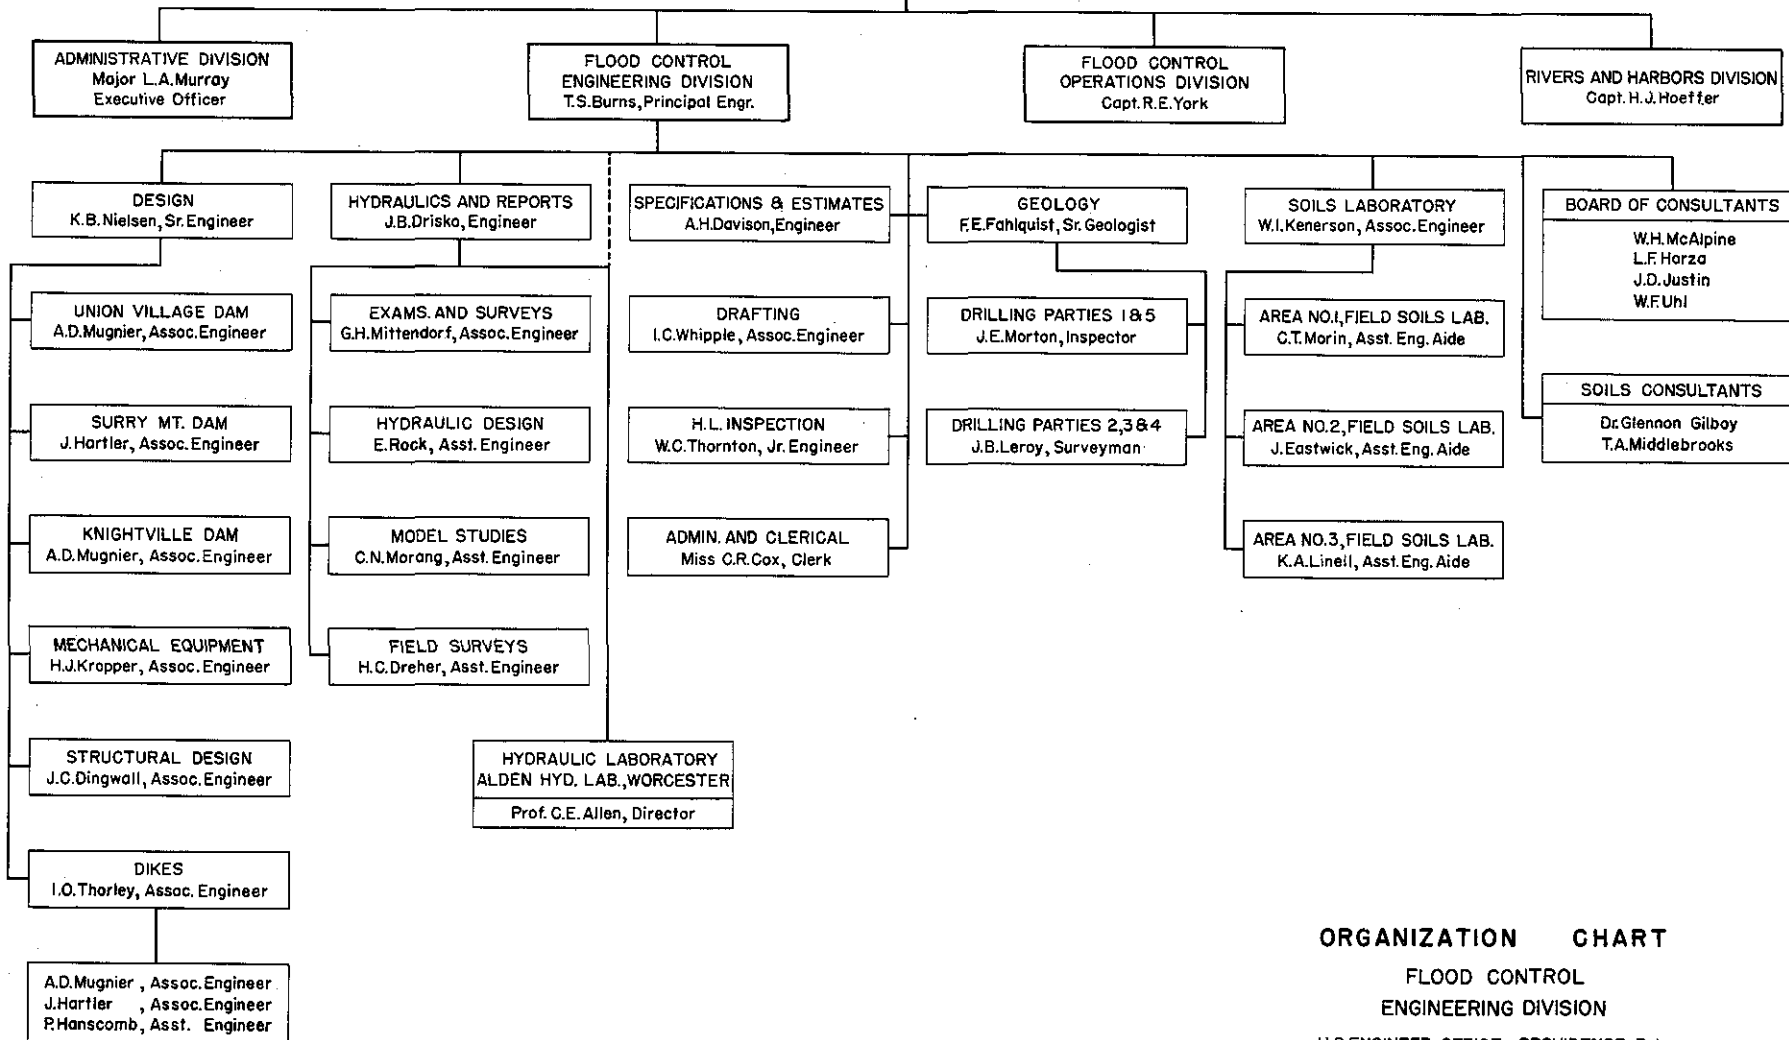 ADMINISTRATIVE DIVISION
Major L.A.Murray
Executive Officer
FLOOD CONTROL
ENGINEERING DIVISION
T.S.Burns, Principal Engr.
FLOOD CONTROL
OPERATIONS DIVISION
Capt. R.E.York
RIVERS AND HARBORS DIVISION
Capt. H.J.Hoeffer
DESIGN
K.B.Nielsen, Sr.Engineer
HYDRAULICS AND REPORTS
J.B.Drisko, Engineer
SPECIFICATIONS & ESTIMATES
A.H.Davison, Engineer
GEOLOGY
F.E.Fahlquist, Sr.Geologist
SOILS LABORATORY
W.I.Kenerson, Assoc.Engineer
BOARD OF CONSULTANTS
W.H.McAlpine
L.F.Harza
J.D.Justin
W.F.Uhl
UNION VILLAGE DAM
A.D.Mugnier, Assoc.Engineer
EXAMS. AND SURVEYS
G.H.Mittendorf, Assoc.Engineer
DRAFTING
I.C.Whipple, Assoc.Engineer
DRILLING PARTIES 1&5
J.E.Morton, Inspector
AREA NO.1, FIELD SOILS LAB.
C.T.Morin, Asst.Eng.Aide
SOILS CONSULTANTS
Dr.Glennon Gilboy
T.A.Middlebrooks
SURRY MT. DAM
J.Hartler, Assoc.Engineer
HYDRAULIC DESIGN
E.Rock, Asst.Engineer
H.L. INSPECTION
W.C.Thornton, Jr.Engineer
DRILLING PARTIES 2,3&4
J.B.Leroy, Surveyman
AREA NO.2, FIELD SOILS LAB.
J.Eastwick, Asst.Eng.Aide
KNIGHTVILLE DAM
A.D.Mugnier, Assoc.Engineer
MODEL STUDIES
C.N.Morang, Asst.Engineer
ADMIN. AND CLERICAL
Miss C.R.Cox, Clerk
AREA NO.3, FIELD SOILS LAB.
K.A.Linell, Asst.Eng.Aide
MECHANICAL EQUIPMENT
H.J.Kropper, Assoc.Engineer
FIELD SURVEYS
H.C.Dreher, Asst.Engineer
STRUCTURAL DESIGN
J.C.Dingwall, Assoc.Engineer
HYDRAULIC LABORATORY
ALDEN HYD. LAB., WORCESTER
Prof. C.E.Allen, Director
DIKES
I.O.Thorley, Assoc.Engineer
A.D.Mugnier, Assoc.Engineer
J.Hartler, Assoc.Engineer
P.Hanscomb, Asst. Engineer
ORGANIZATION CHART
FLOOD CONTROL
ENGINEERING DIVISION
U.S.ENGINEER OFFICE, PROVIDENCE, R.I.